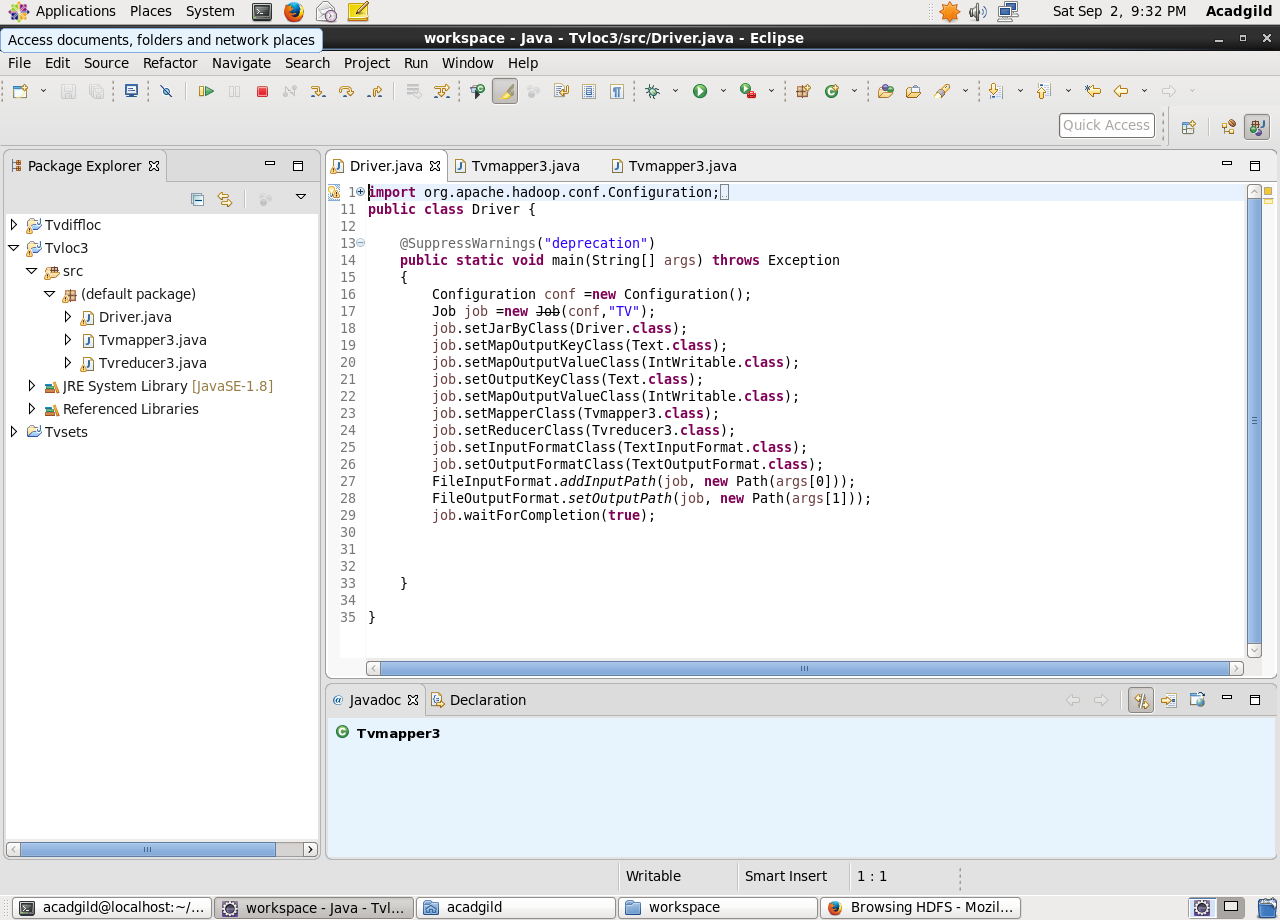 Applications Places System Sat Sep 2, 9:32 PM Acadgild
Access documents, folders and network places
workspace - Java - Tvloc3/src/Driver.java - Eclipse
File Edit Source Refactor Navigate Search Project Run Window Help
Quick Access
Package Explorer
Tvdiffloc
Tvloc3
src
(default package)
Driver.java
Tvmapper3.java
Tvreducer3.java
JRE System Library [JavaSE-1.8]
Referenced Libraries
Tvsets
Driver.java Tvmapper3.java Tvmapper3.java
1 import org.apache.hadoop.conf.Configuration;
11 public class Driver {
12
13 @SuppressWarnings("deprecation")
14 public static void main(String[] args) throws Exception
15 {
16 Configuration conf =new Configuration();
17 Job job =new Job(conf,"TV");
18 job.setJarByClass(Driver.class);
19 job.setMapOutputKeyClass(Text.class);
20 job.setMapOutputValueClass(IntWritable.class);
21 job.setOutputKeyClass(Text.class);
22 job.setMapOutputValueClass(IntWritable.class);
23 job.setMapperClass(Tvmapper3.class);
24 job.setReducerClass(Tvreducer3.class);
25 job.setInputFormatClass(TextInputFormat.class);
26 job.setOutputFormatClass(TextOutputFormat.class);
27 FileInputFormat.addInputPath(job, new Path(args[0]));
28 FileOutputFormat.setOutputPath(job, new Path(args[1]));
29 job.waitForCompletion(true);
30
31
32
33 }
34
35 }
Javadoc Declaration
Tvmapper3
Writable Smart Insert 1 : 1
acadgild@localhost:~/... workspace - Java - Tvl... acadgild workspace Browsing HDFS - Mozil...